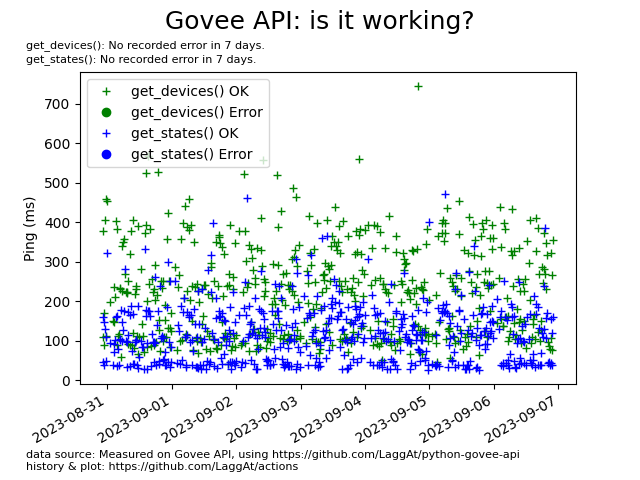 Govee API: is it working?
get_devices(): No recorded error in 7 days.
get_states(): No recorded error in 7 days.
get_devices() OK
get_devices() Error
get_states() OK
get_states() Error
Ping (ms)
700
600
500
400
300
200
100
0
2023-08-31
2023-09-01
2023-09-02
2023-09-03
2023-09-04
2023-09-05
2023-09-06
2023-09-07
data source: Measured on Govee API, using https://github.com/LaggAt/python-govee-api
history & plot: https://github.com/LaggAt/actions